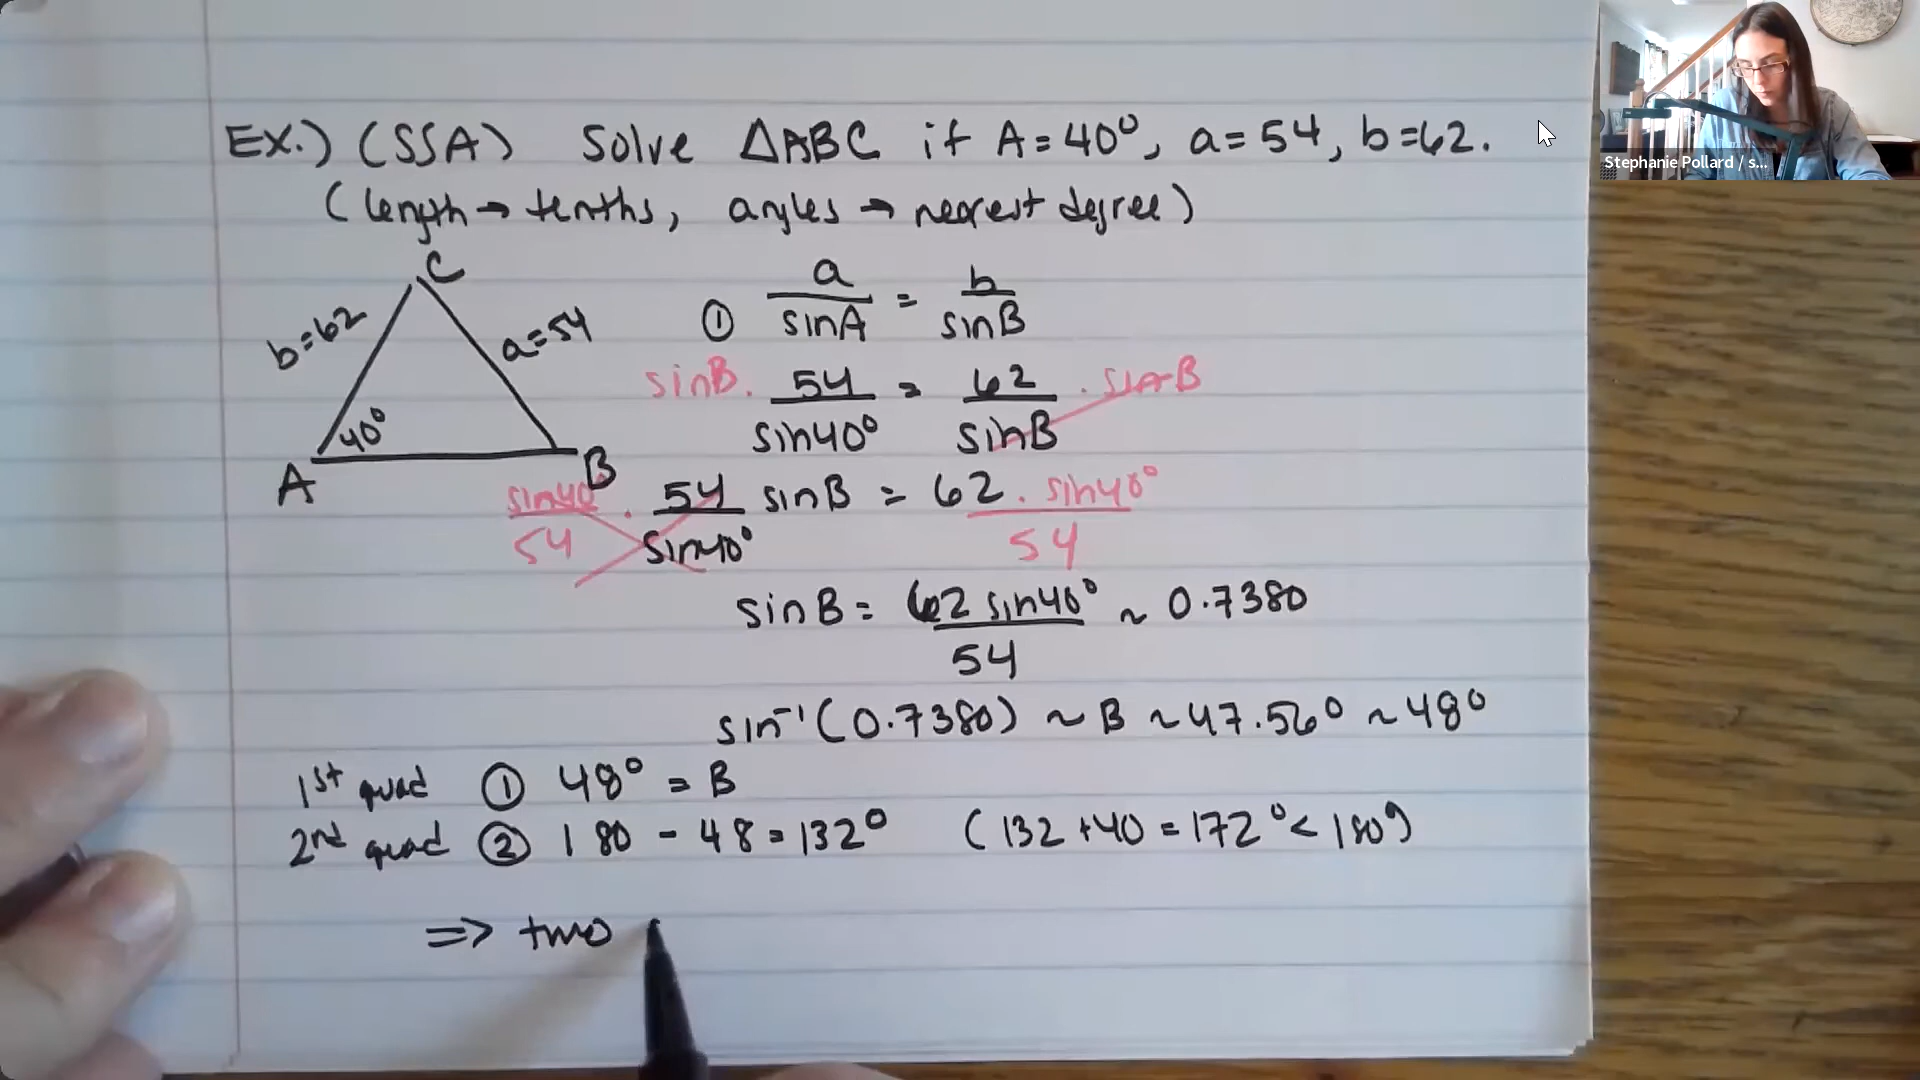 EX.) (SSA) Solve △ABC if A=40°, a=54, b=62.
(length → tenths, angles → nearest degree)
Stephanie Pollard / s...
C
b=62
a=54
40°
A
B
① a/sinA = b/sinB
sinB · 54/sin40° = 62/sinB · sinB
sin40°/54 · 54/sin40° sinB = 62 · sin40°/54
sinB = 62 sin40°/54 ~ 0.7380
sin⁻¹(0.7380) ~ B ~ 47.56° ~ 48°
1st quad ① 48° = B
2nd quad ② 180 - 48 = 132° (132+40 = 172° < 180°)
=> two